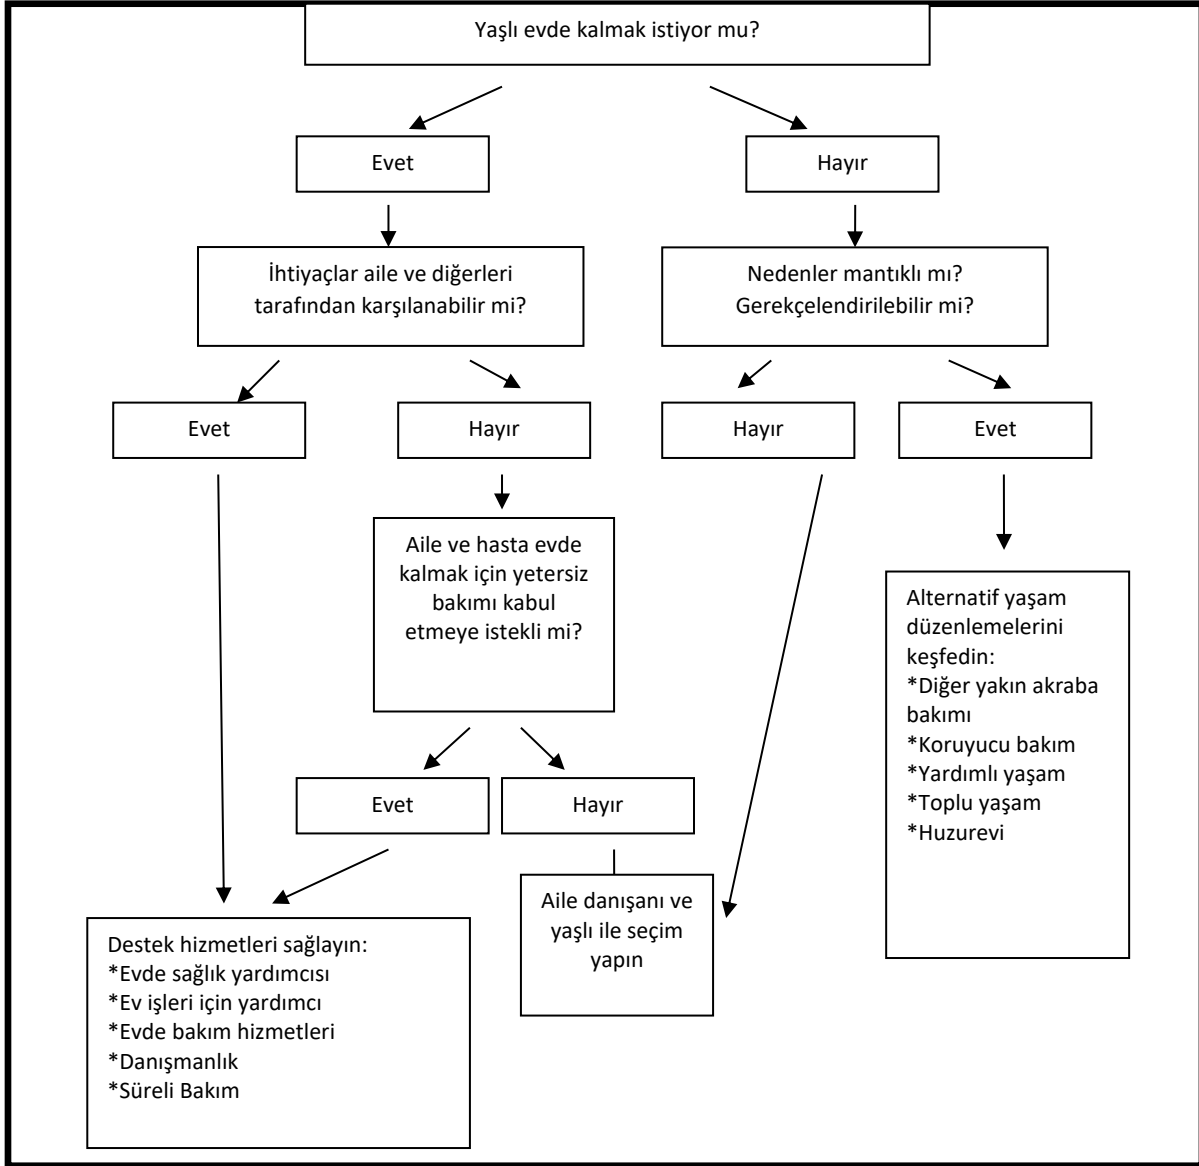 Yaşlı evde kalmak istiyor mu?
Evet
Hayır
İhtiyaçlar aile ve diğerleri
tarafından karşılanabilir mi?
Nedenler mantıklı mı?
Gerekçelendirilebilir mi?
Evet
Hayır
Hayır
Evet
Aile ve hasta evde
kalmak için yetersiz
bakımı kabul
etmeye istekli mi?
Alternatif yaşam
düzenlemelerini
keşfedin:
*Diğer yakın akraba
bakımı
*Koruyucu bakım
*Yardımlı yaşam
*Toplu yaşam
*Huzurevi
Evet
Hayır
Aile danışanı ve
yaşlı ile seçim
yapın
Destek hizmetleri sağlayın:
*Evde sağlık yardımcısı
*Ev işleri için yardımcı
*Evde bakım hizmetleri
*Danışmanlık
*Süreli Bakım